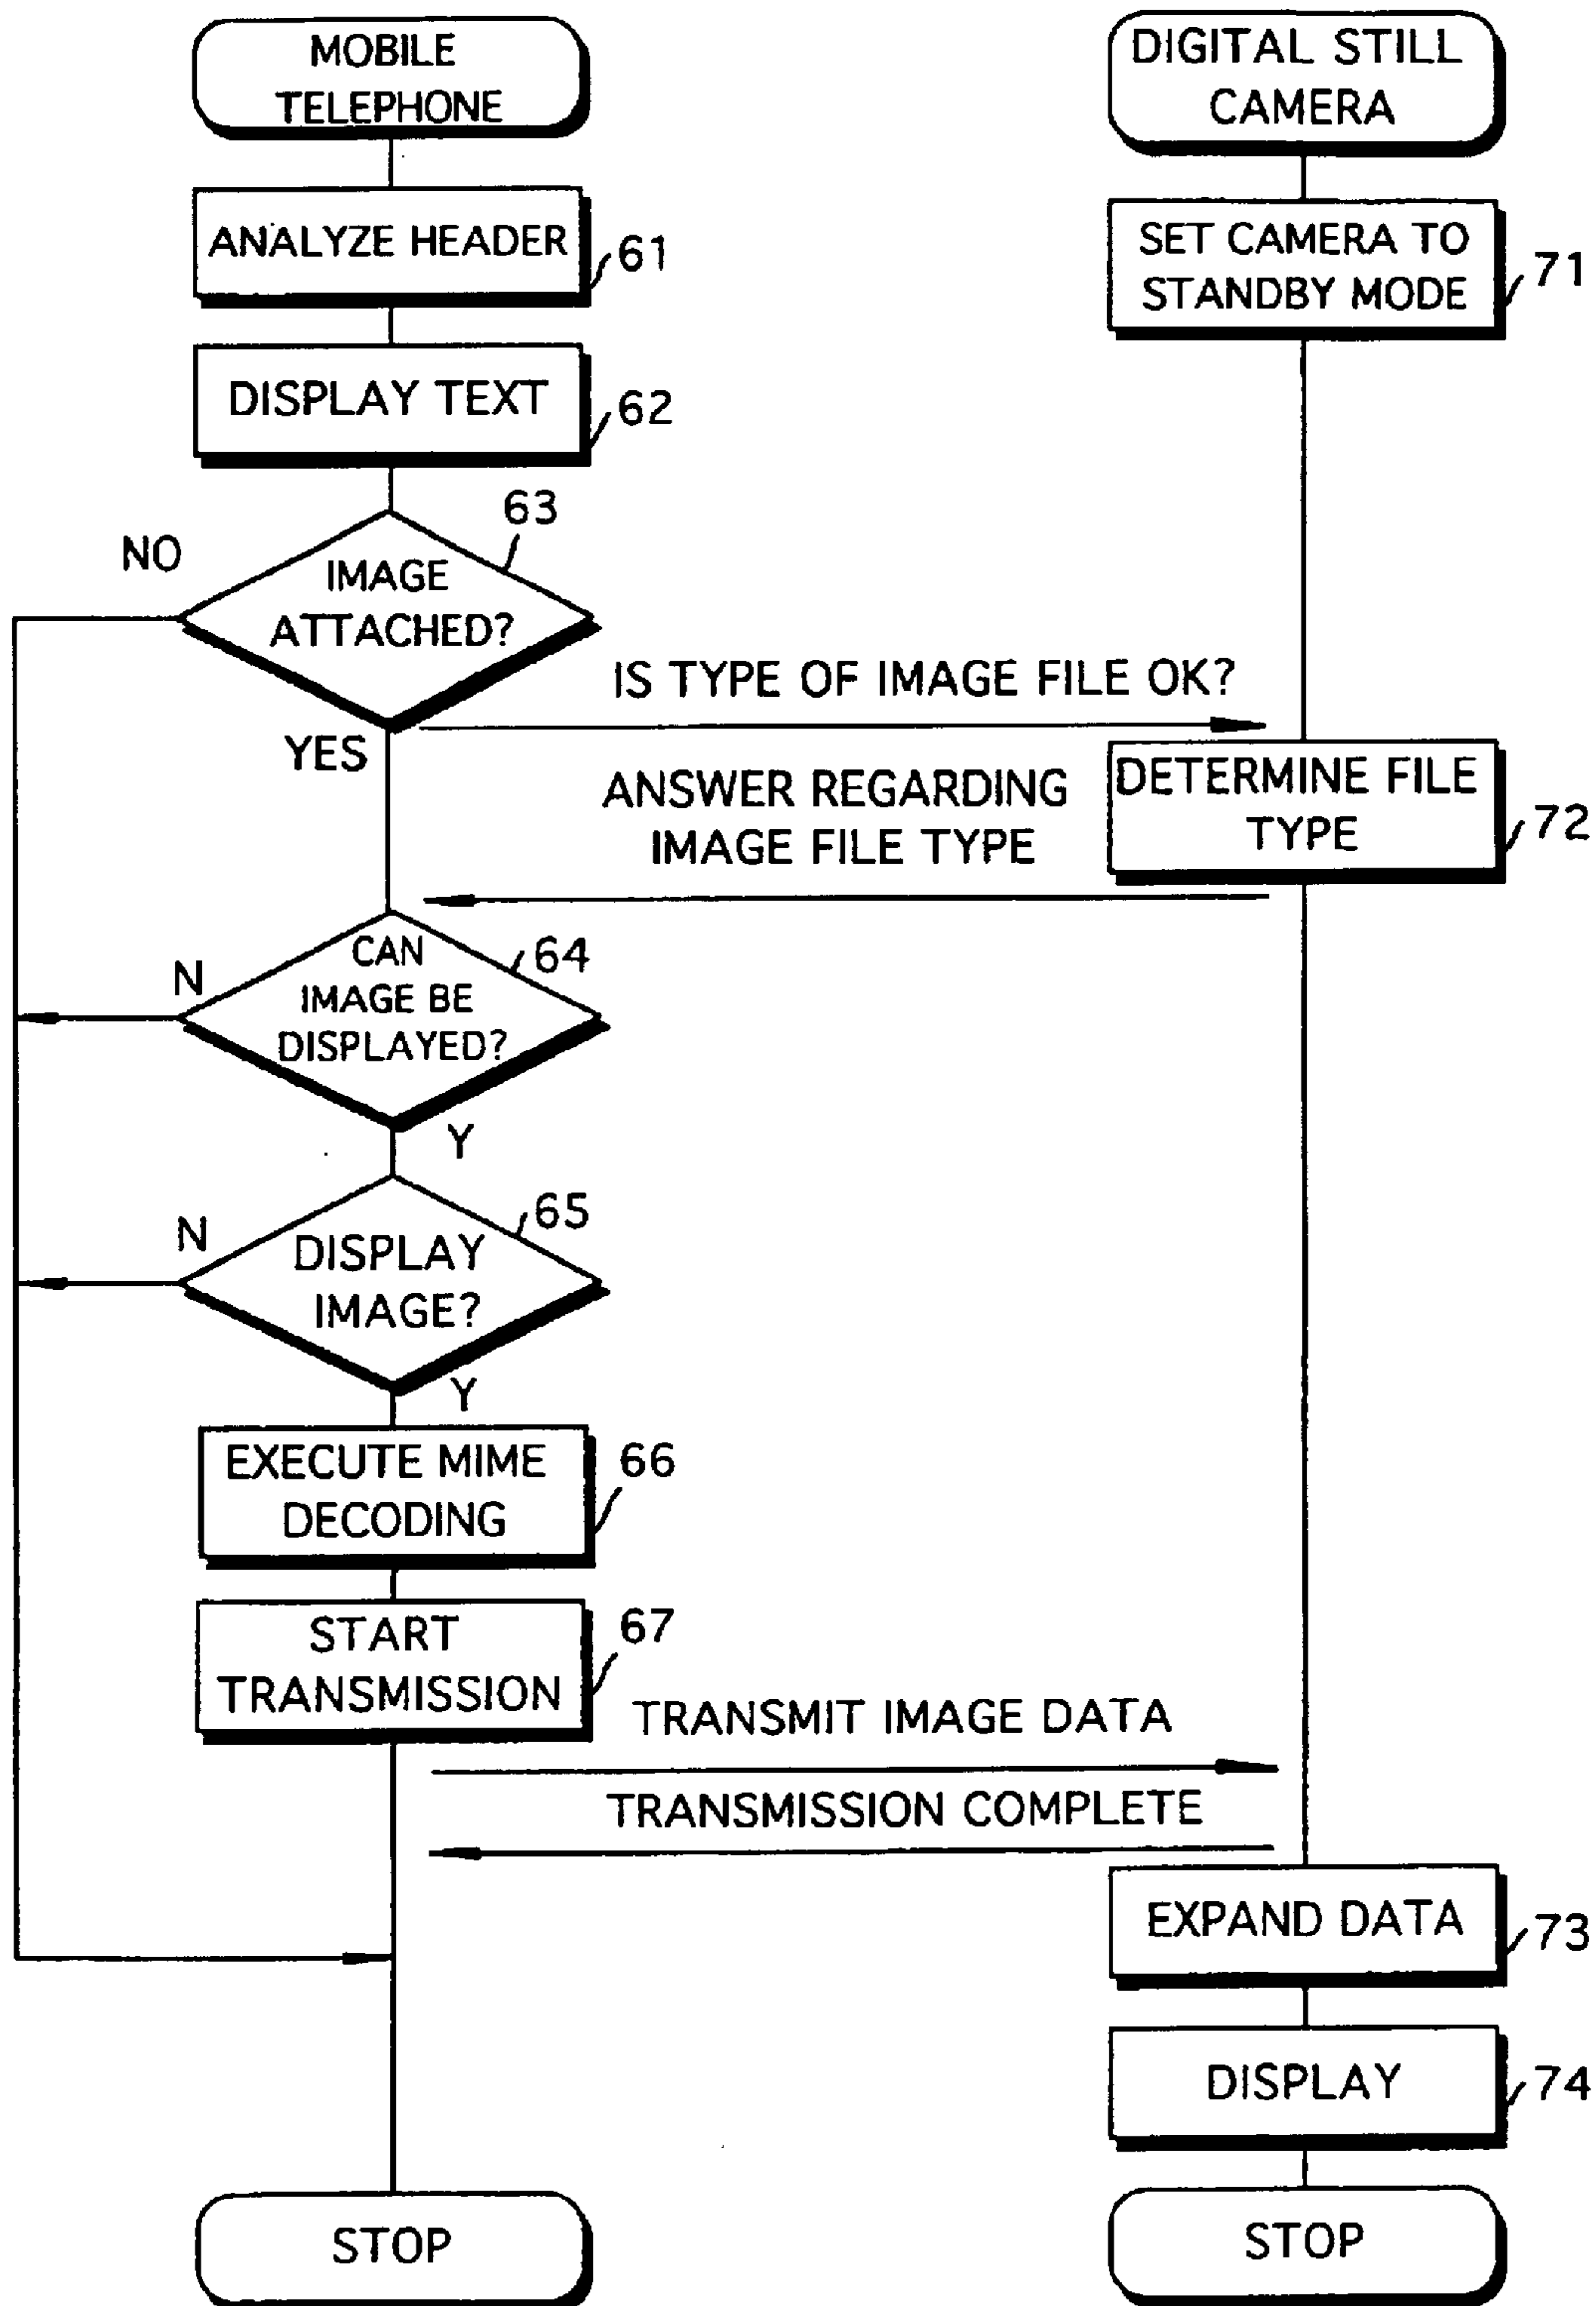 MOBILE
TELEPHONE
DIGITAL STILL
CAMERA
ANALYZE HEADER
61
SET CAMERA TO
STANDBY MODE
71
DISPLAY TEXT
62
63
NO
IMAGE
ATTACHED?
YES
IS TYPE OF IMAGE FILE OK?
ANSWER REGARDING
IMAGE FILE TYPE
DETERMINE FILE
TYPE
72
64
N
CAN
IMAGE BE
DISPLAYED?
Y
65
N
DISPLAY
IMAGE?
Y
EXECUTE MIME
DECODING
66
START
TRANSMISSION
67
TRANSMIT IMAGE DATA
TRANSMISSION COMPLETE
EXPAND DATA
73
DISPLAY
74
STOP
STOP